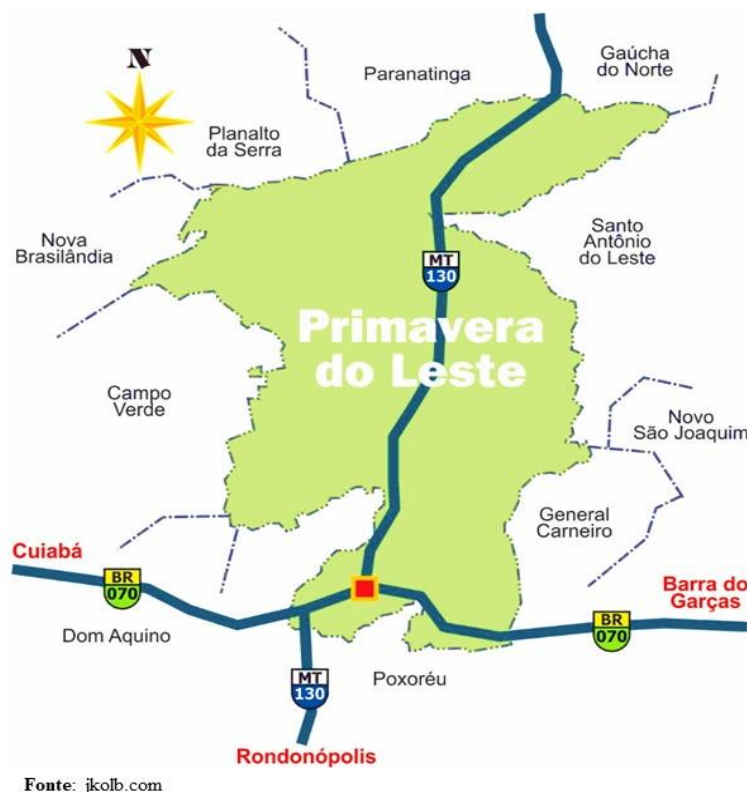 N
Paranatinga
Gaúcha
do Norte
Planalto
da Serra
Nova
Brasilândia
Santo
Antônio
do Leste
MT
130
Primavera
do Leste
Campo
Verde
Novo
São Joaquim
General
Carneiro
Cuiabá
BR
070
Barra do
Garças
BR
070
Dom Aquino
MT
130
Poxoréu
Rondonópolis
Fonte: jkolb.com